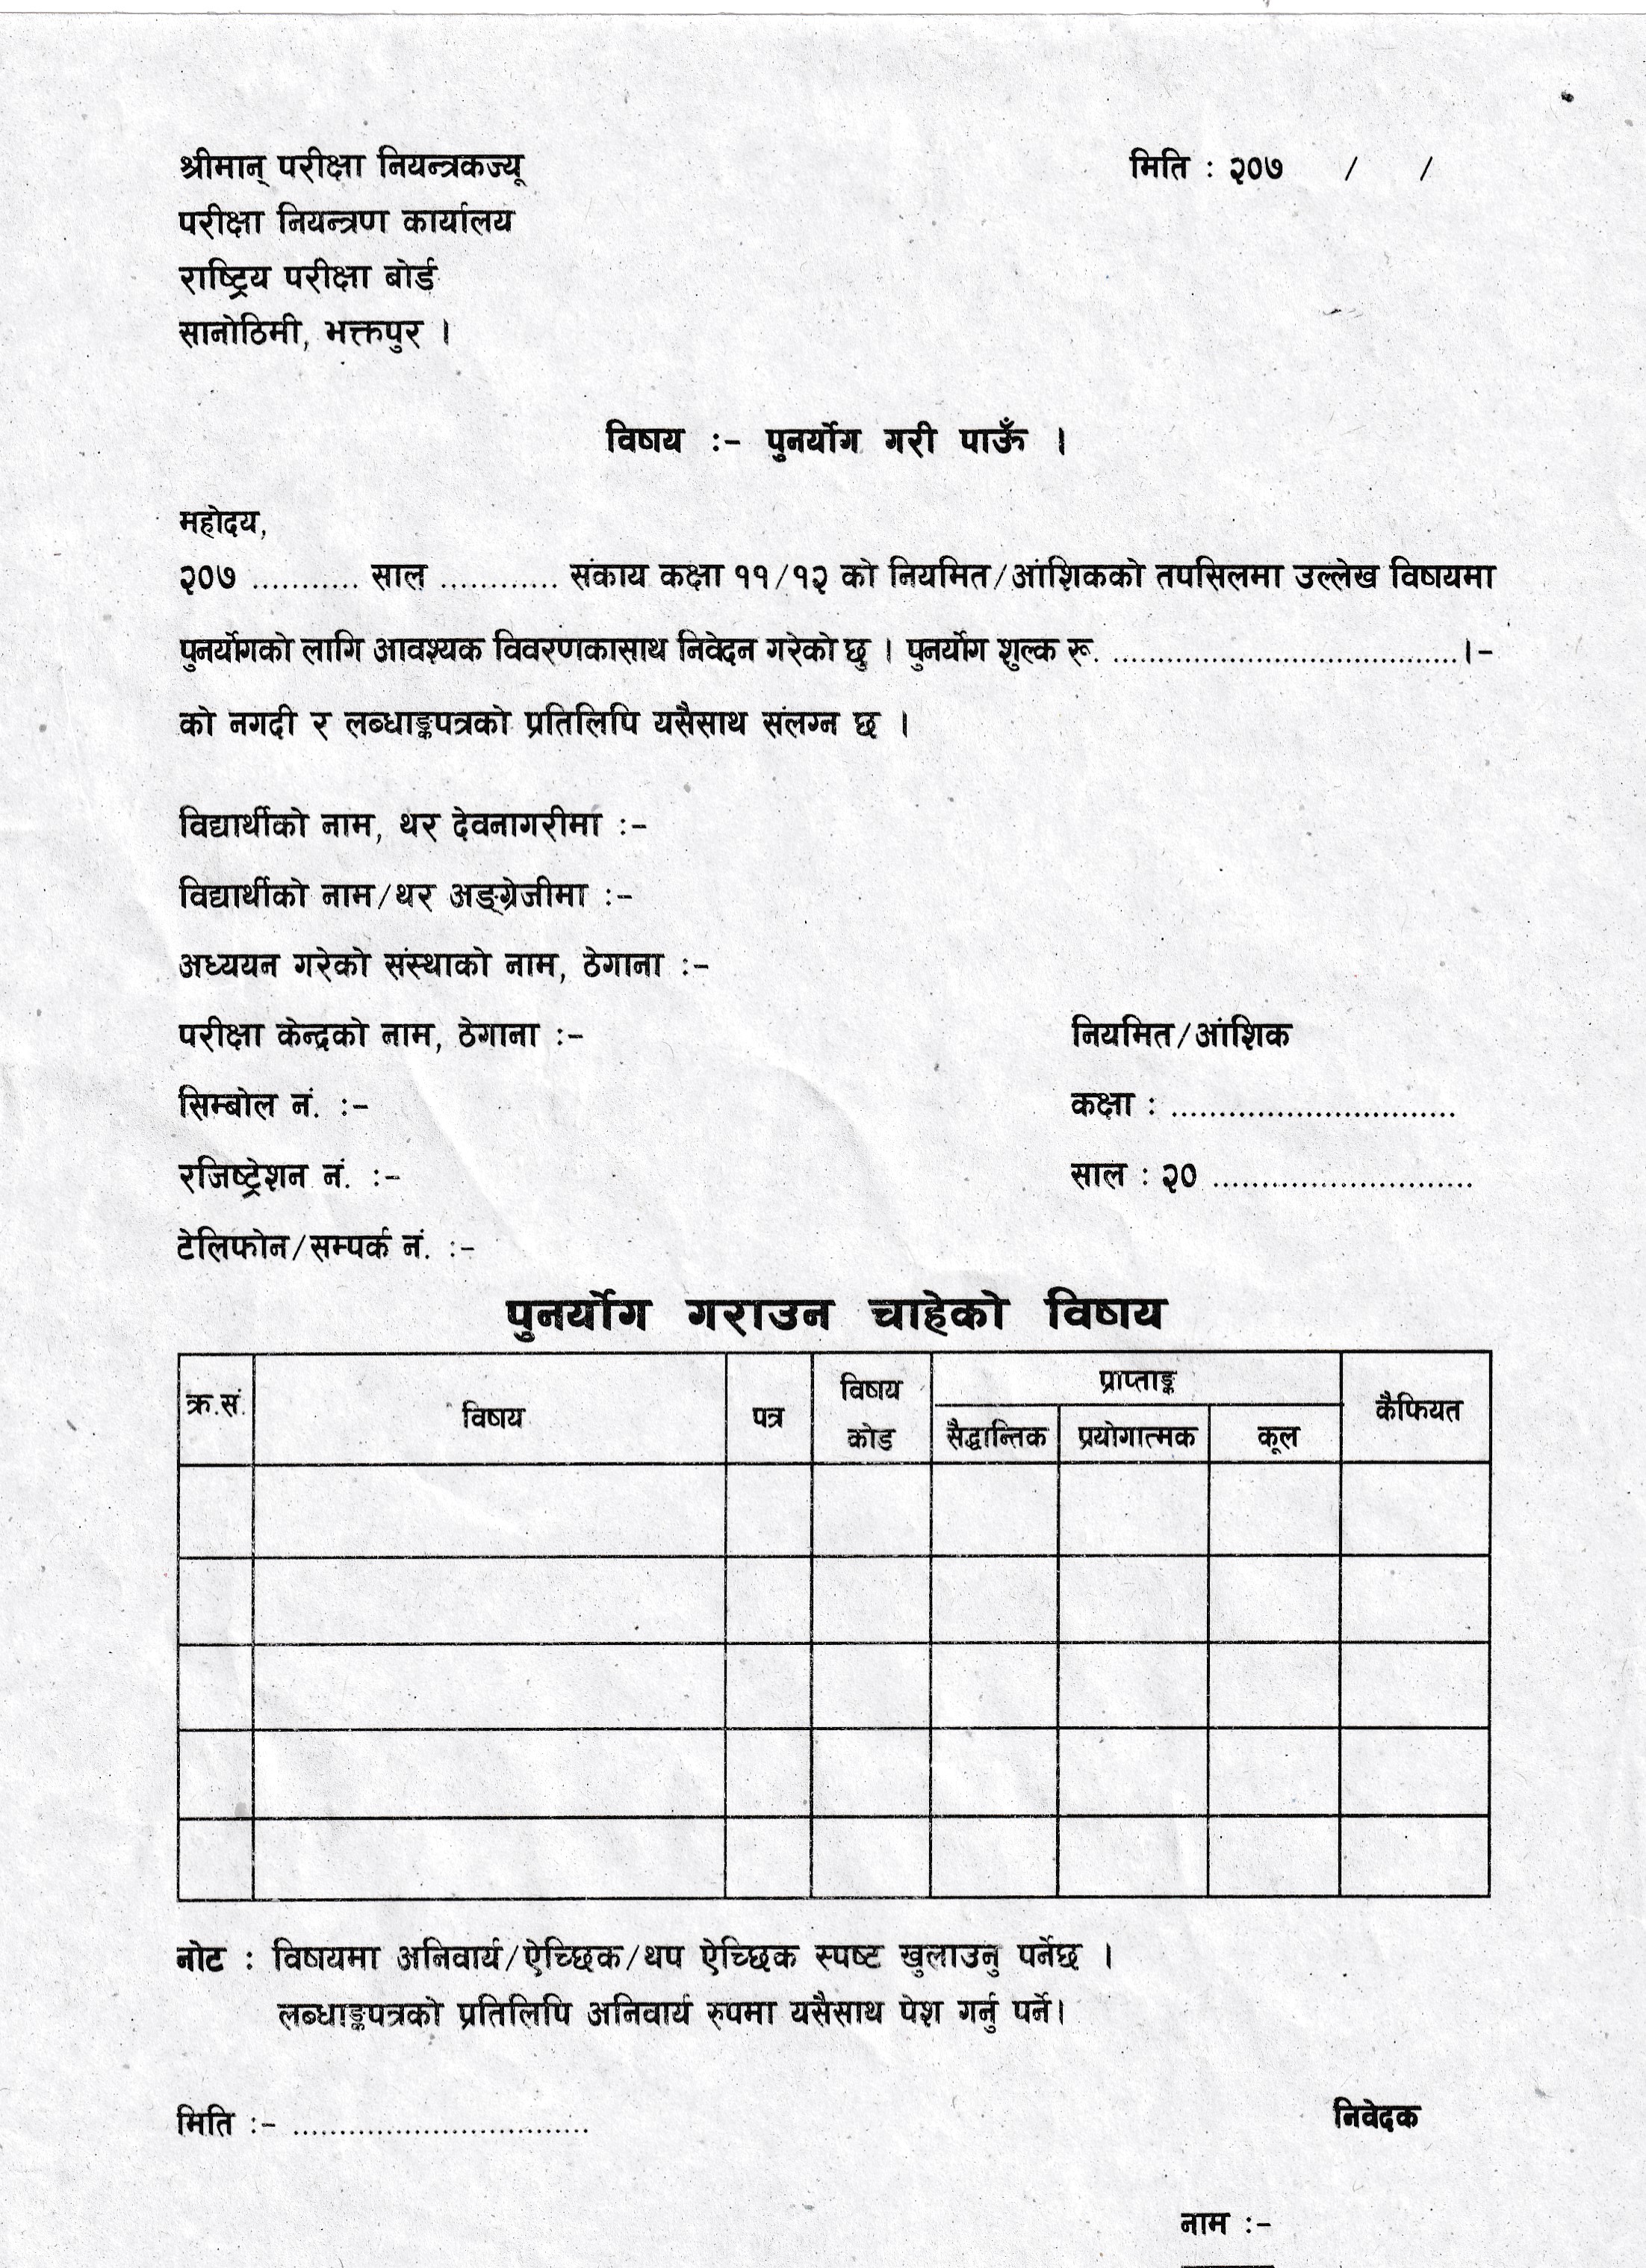 श्रीमान् परीक्षा नियन्त्रकज्यू
मिति : २०७ / /
परीक्षा नियन्त्रण कार्यालय
राष्ट्रिय परीक्षा बोर्ड
सानोठिमी, भक्तपुर ।
विषय :- पुनर्योग गरी पाऊँ ।
महोदय,
२०७ ........... साल ............ संकाय कक्षा ११/१२ को नियमित/आंशिकको तपसिलमा उल्लेख विषयमा
पुनर्योगको लागि आवश्यक विवरणकासाथ निवेदन गरेको छु । पुनर्योग शुल्क रू. .....................................।-
को नगदी र लब्धाङ्कपत्रको प्रतिलिपि यसैसाथ संलग्न छ ।
विद्यार्थीको नाम, थर देवनागरीमा :-
विद्यार्थीको नाम/थर अङ्ग्रेजीमा :-
अध्ययन गरेको संस्थाको नाम, ठेगाना :-
परीक्षा केन्द्रको नाम, ठेगाना :-
नियमित/आंशिक
सिम्बोल नं. :-
कक्षा : .............................
रजिष्ट्रेशन नं. :-
साल : २० ...........................
टेलिफोन/सम्पर्क नं. :-
पुनर्योग गराउन चाहेको विषय
क्र.सं. विषय पत्र विषय कोड प्राप्ताङ्क कैफियत
सैद्धान्तिक प्रयोगात्मक कूल
नोट : विषयमा अनिवार्य/ऐच्छिक/थप ऐच्छिक स्पष्ट खुलाउनु पर्नेछ ।
लब्धाङ्कपत्रको प्रतिलिपि अनिवार्य रुपमा यसैसाथ पेश गर्नु पर्ने।
मिति :- ................................
निवेदक
नाम :-